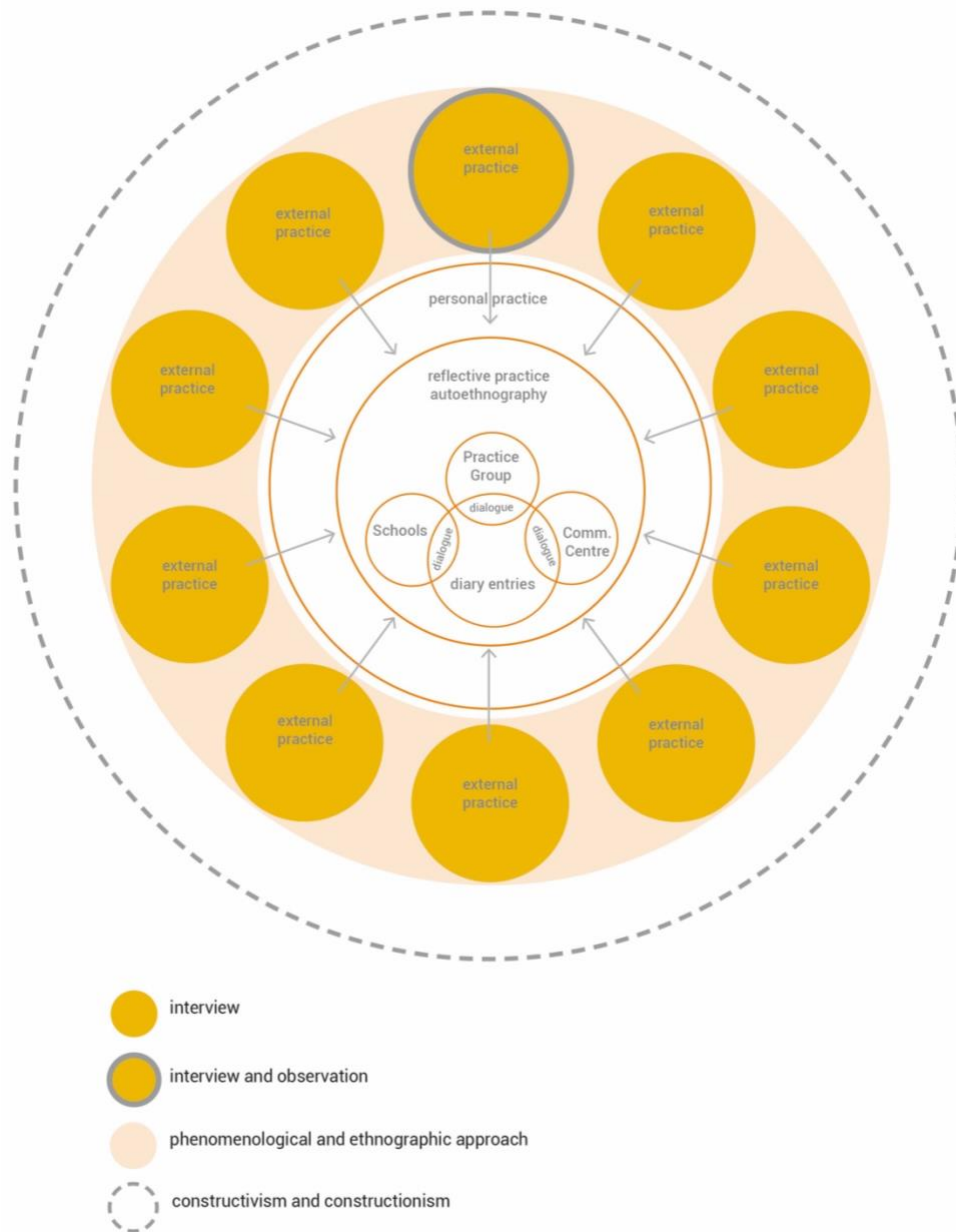 external
practice
external
practice
external
practice
personal practice
external
practice
external
practice
reflective practice
autoethnography
Practice
Group
dialogue
Schools
dialogue
dialogue
Comm.
Centre
diary entries
external
practice
external
practice
external
practice
external
practice
external
practice
interview
interview and observation
phenomenological and ethnographic approach
constructivism and constructionism